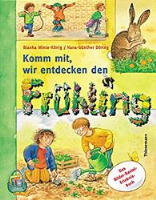 Bianka Minte-König / Hans-Günther Döring
Komm mit,
wir entdecken den
Frühling
Thienemann